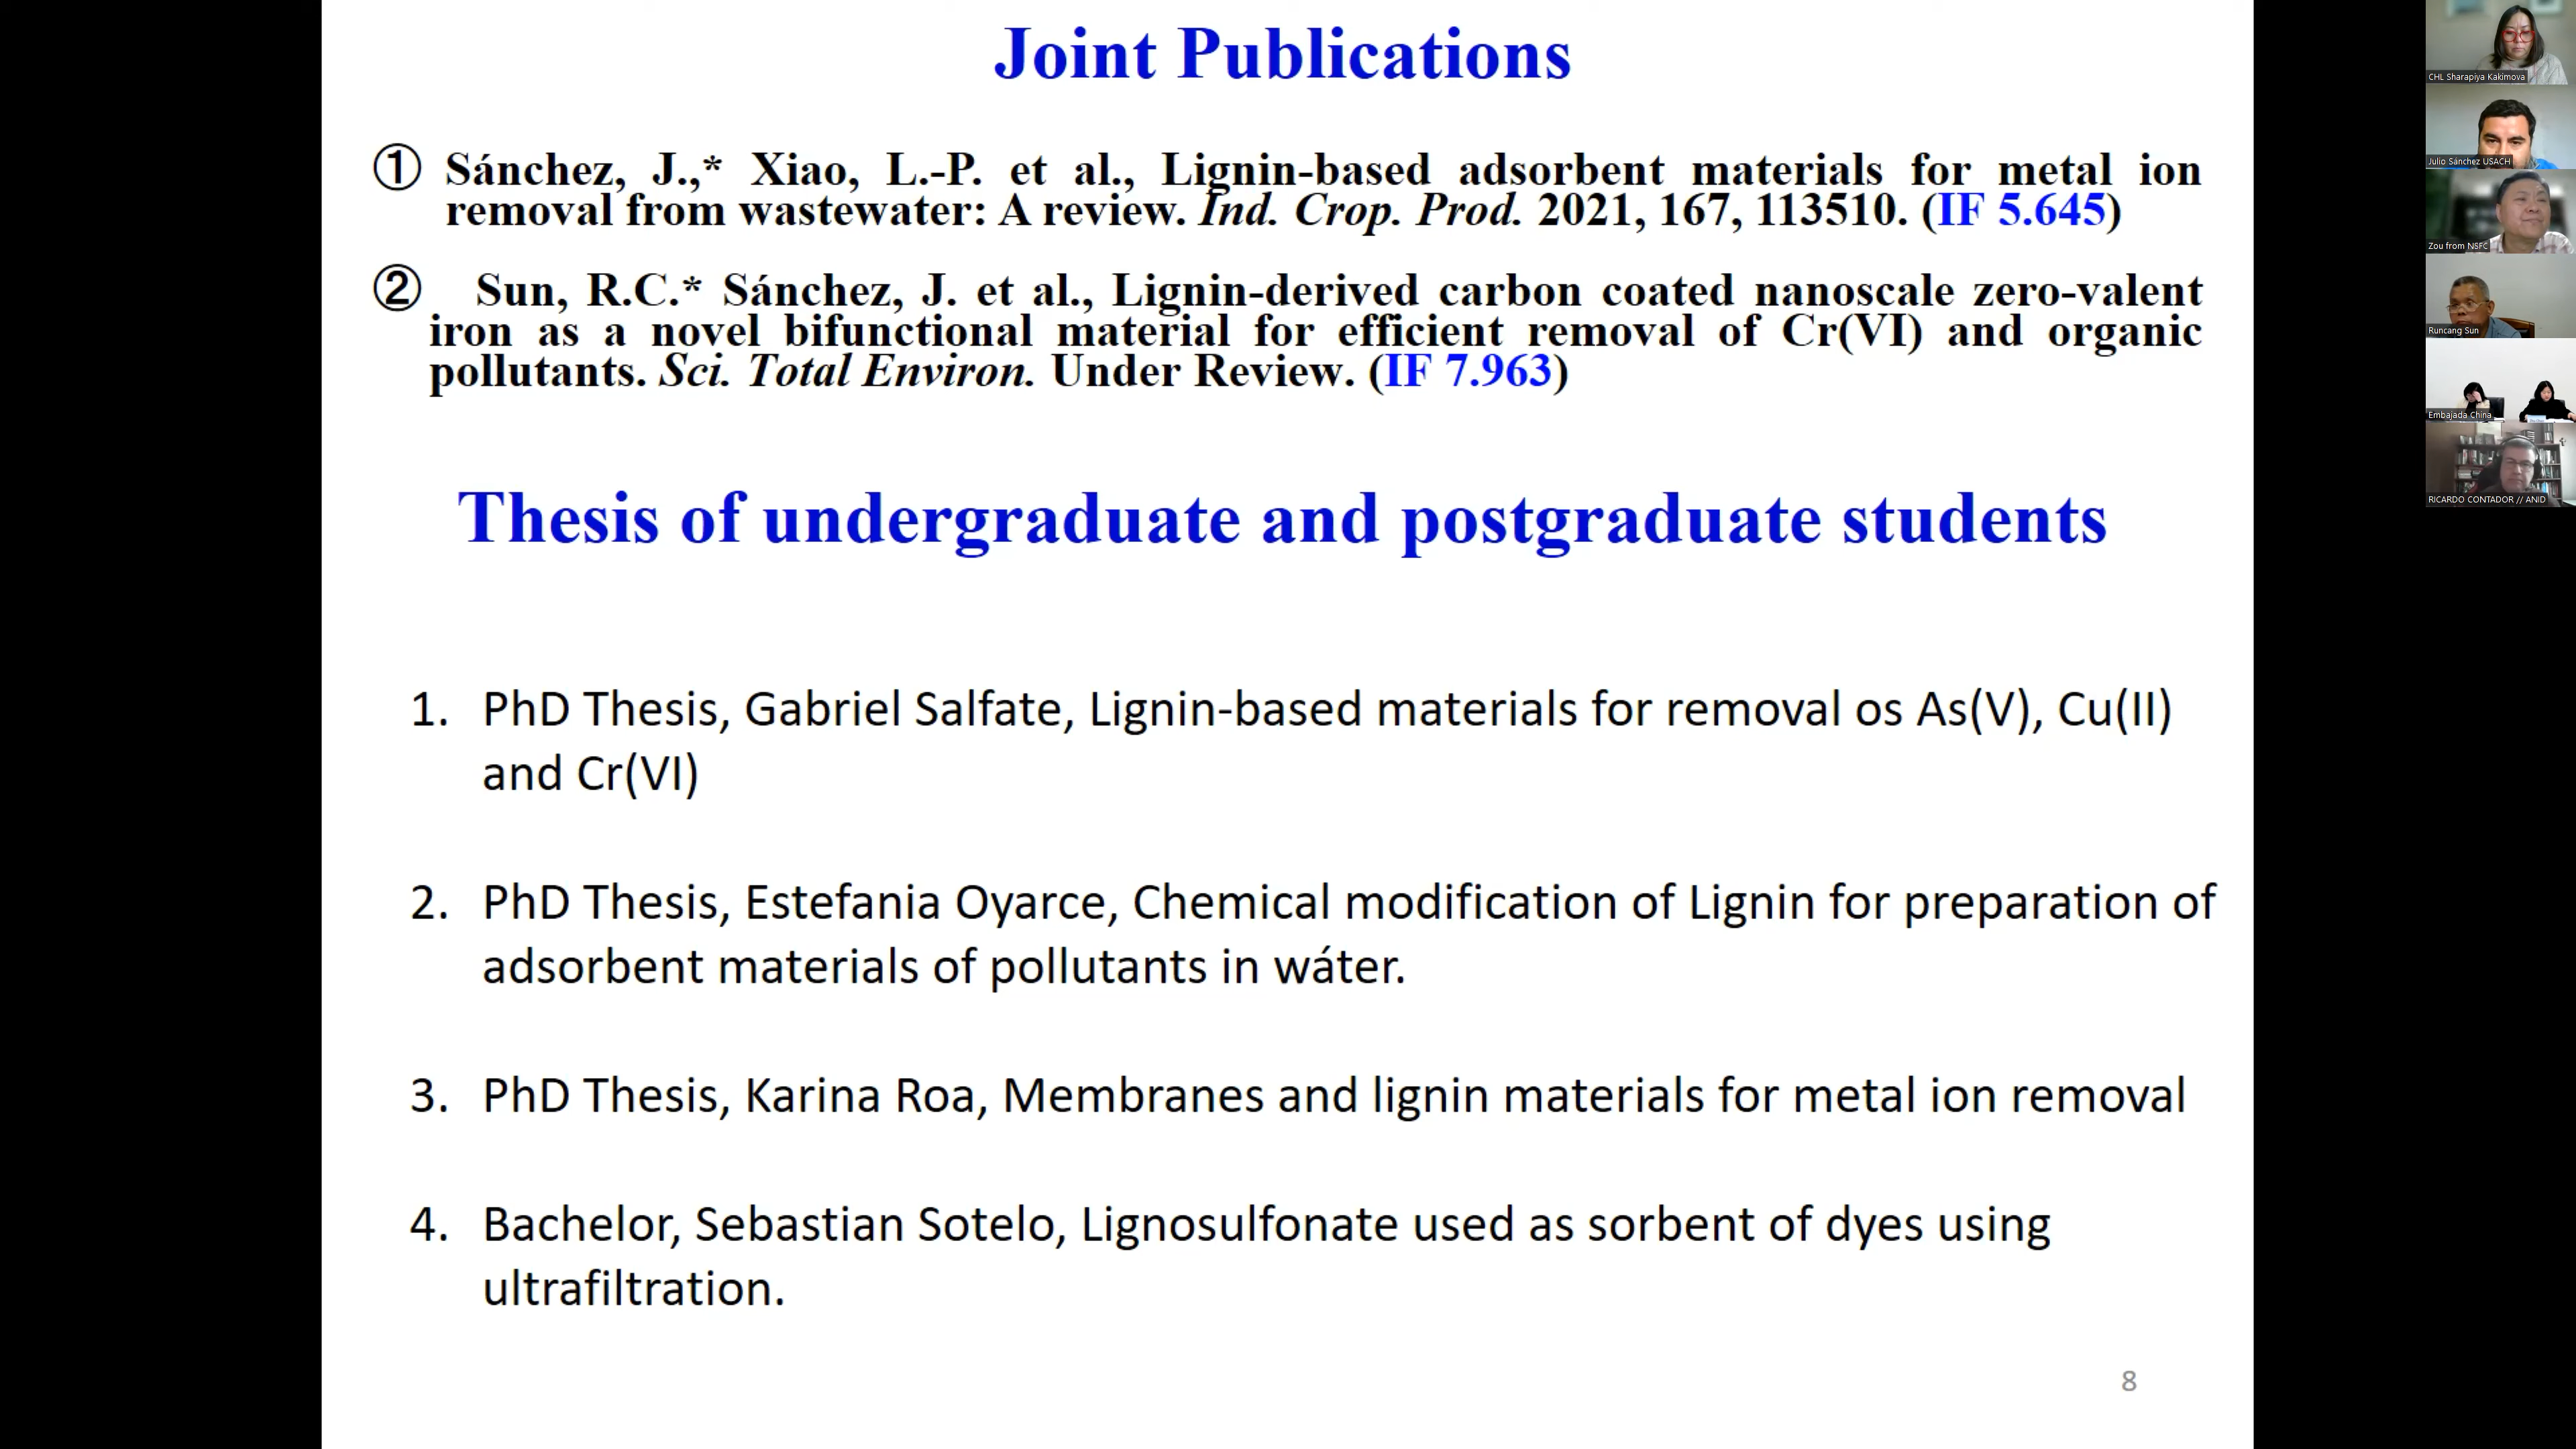 Joint Publications
① Sánchez, J.,* Xiao, L.-P. et al., Lignin-based adsorbent materials for metal ion
removal from wastewater: A review. Ind. Crop. Prod. 2021, 167, 113510. (IF 5.645)
② Sun, R.C.* Sánchez, J. et al., Lignin-derived carbon coated nanoscale zero-valent
iron as a novel bifunctional material for efficient removal of Cr(VI) and organic
pollutants. Sci. Total Environ. Under Review. (IF 7.963)
Thesis of undergraduate and postgraduate students
1. PhD Thesis, Gabriel Salfate, Lignin-based materials for removal os As(V), Cu(II)
and Cr(VI)
2. PhD Thesis, Estefania Oyarce, Chemical modification of Lignin for preparation of
adsorbent materials of pollutants in wáter.
3. PhD Thesis, Karina Roa, Membranes and lignin materials for metal ion removal
4. Bachelor, Sebastian Sotelo, Lignosulfonate used as sorbent of dyes using
ultrafiltration.
8
CHL Sharapiya Kakimova
Julio Sánchez USACH
Zou from NSFC
Runcang Sun
Embajada China
RICARDO CONTADOR // ANID